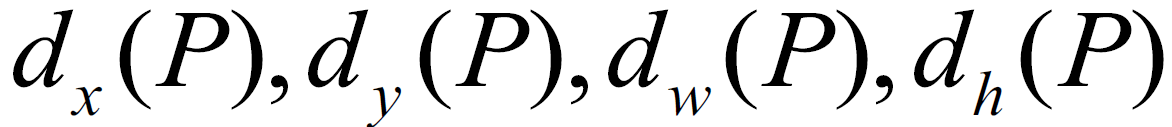 d_x(P), d_y(P), d_w(P), d_h(P)